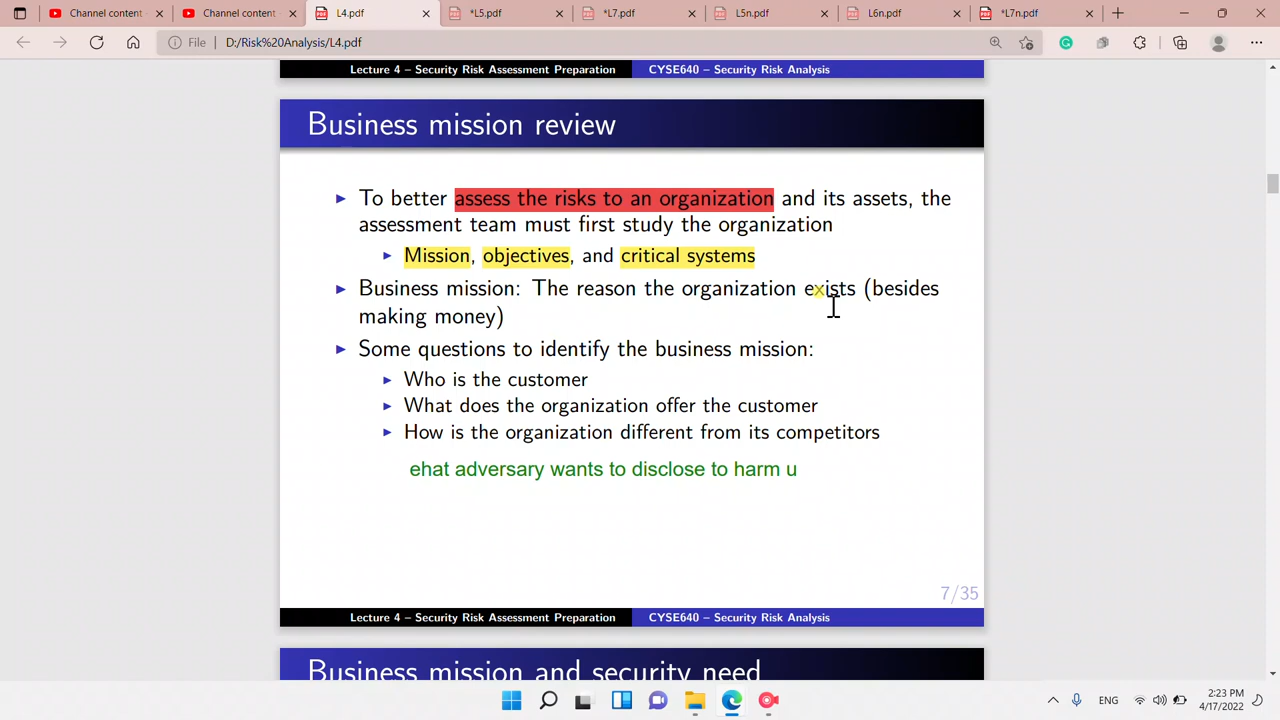 Channel content
Channel content
L4.pdf
*L5.pdf
*L7.pdf
L5n.pdf
L6n.pdf
*L7n.pdf
File
D:/Risk%20Analysis/L4.pdf
Lecture 4 – Security Risk Assessment Preparation
CYSE640 – Security Risk Analysis
Business mission review
To better assess the risks to an organization and its assets, the
assessment team must first study the organization
Mission, objectives, and critical systems
Business mission: The reason the organization exists (besides
making money)
Some questions to identify the business mission:
Who is the customer
What does the organization offer the customer
How is the organization different from its competitors
ehat adversary wants to disclose to harm u
7/35
Lecture 4 – Security Risk Assessment Preparation
CYSE640 – Security Risk Analysis
Business mission and security need
ENG
2:23 PM
4/17/2022